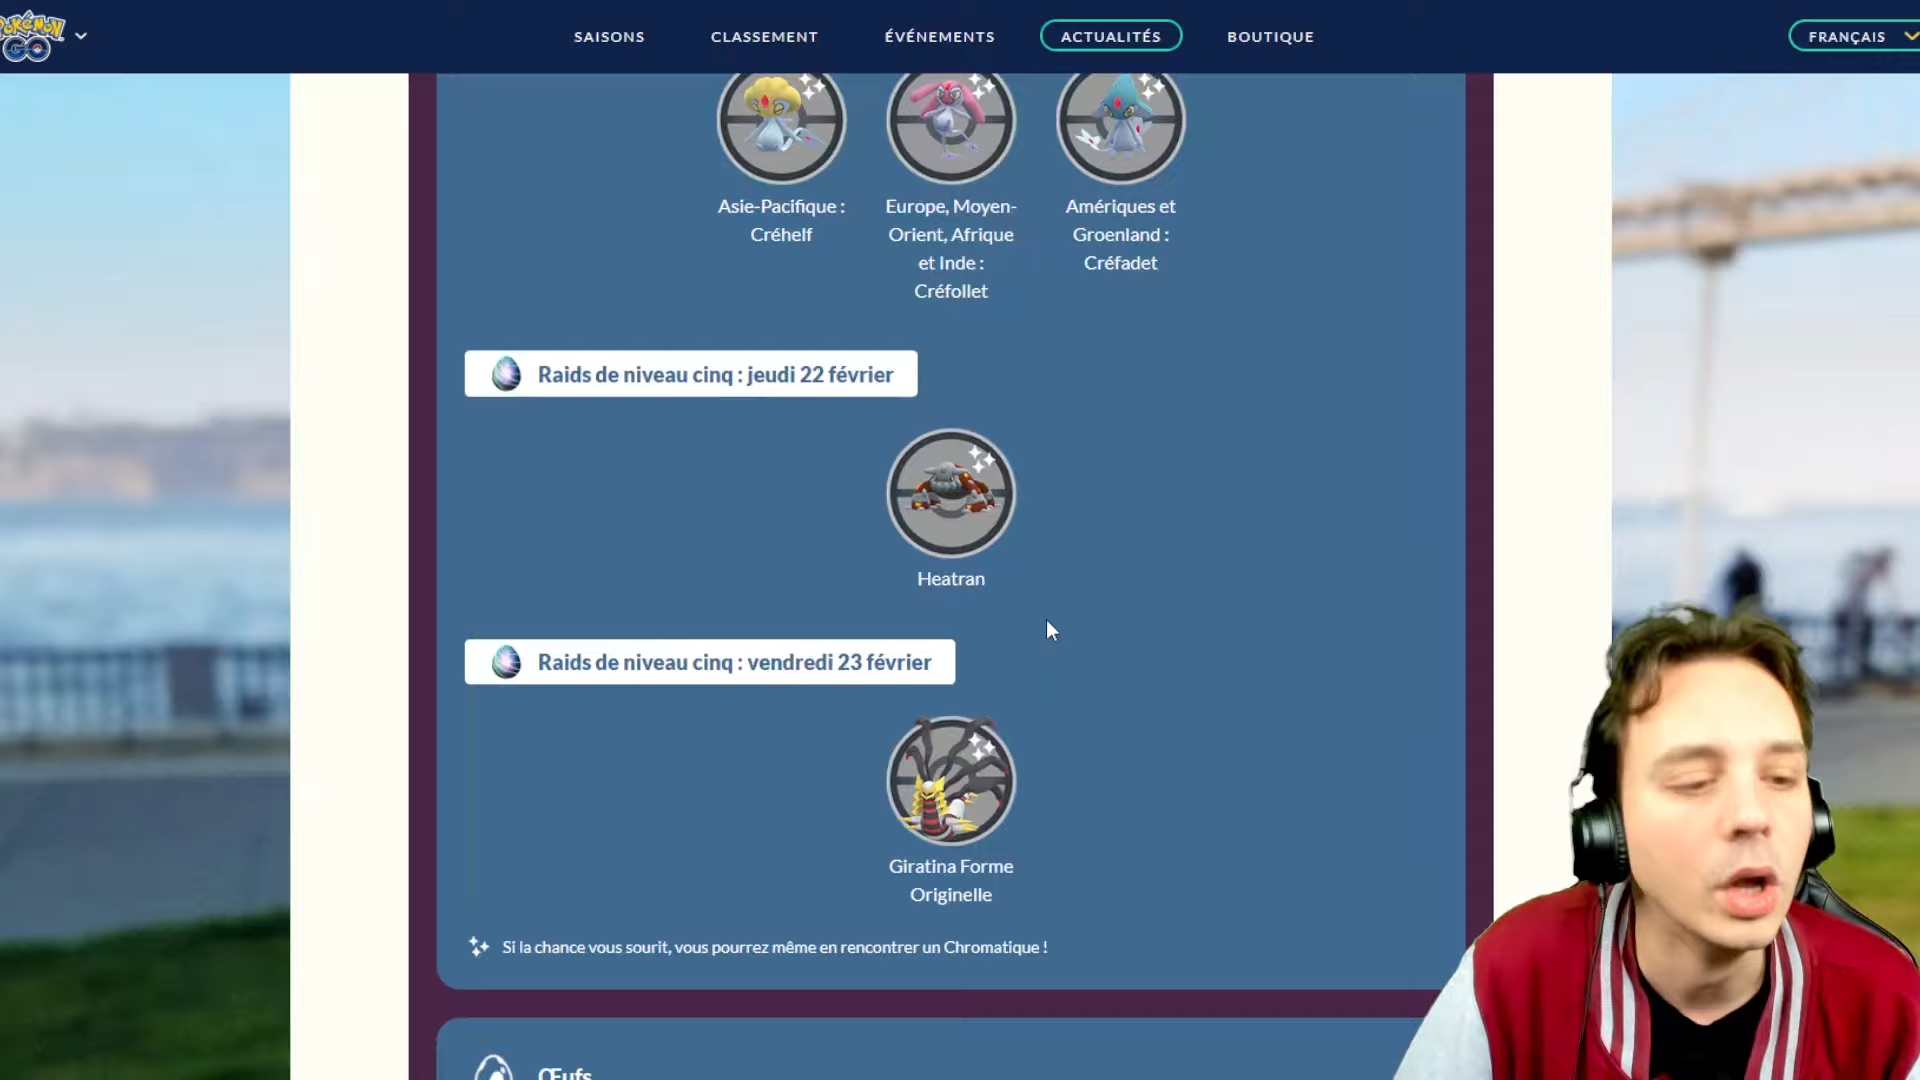 POKÉMON
GO
SAISONS
CLASSEMENT
ÉVÉNEMENTS
ACTUALITÉS
BOUTIQUE
FRANÇAIS
Asie-Pacifique :
Créhelf
Europe, Moyen-
Orient, Afrique
et Inde :
Créfollet
Amériques et
Groenland :
Créfadet
Raids de niveau cinq : jeudi 22 février
Heatran
Raids de niveau cinq : vendredi 23 février
Giratina Forme
Originelle
Si la chance vous sourit, vous pourrez même en rencontrer un Chromatique !
Œufs